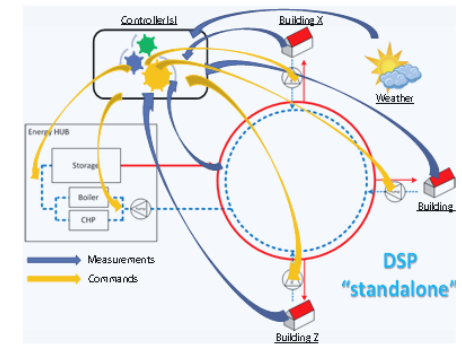 Controller(s)
Building X
Weather
Energy HUB
Storage
Boiler
CHP
Building
Measurements
Commands
DSP
"standalone"
Building Z